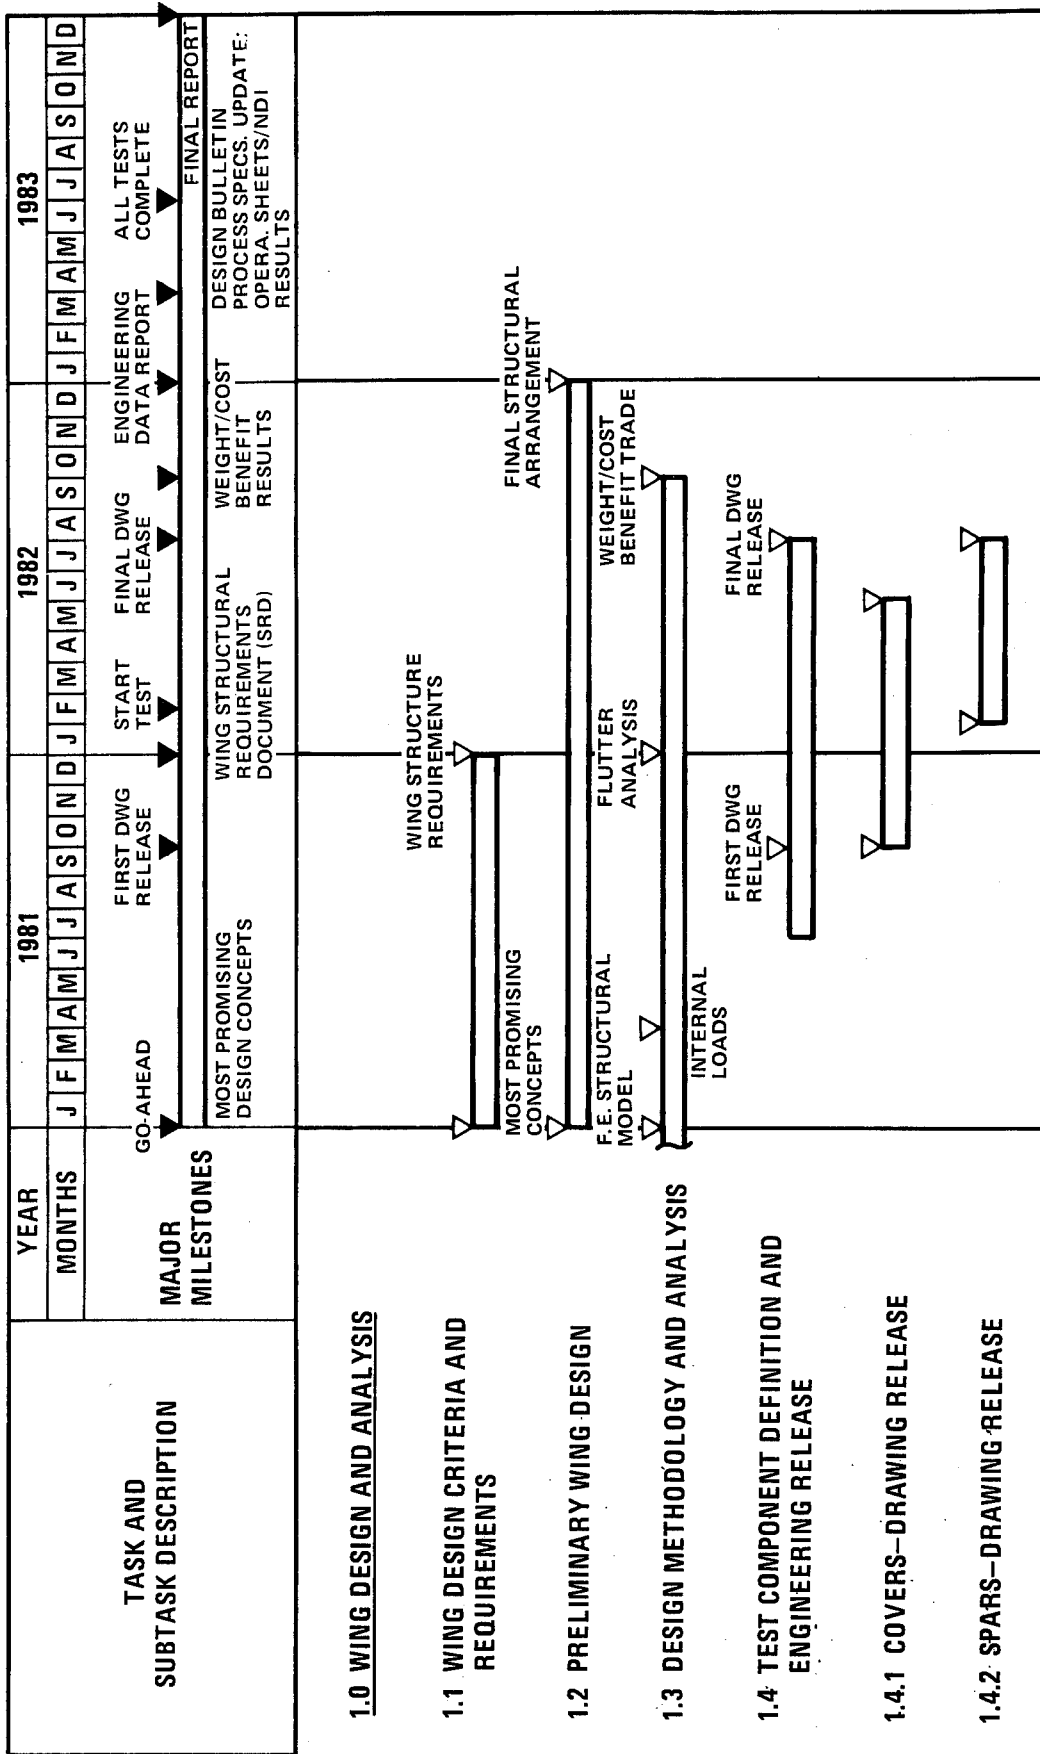 TASK AND
SUBTASK DESCRIPTION
YEAR
1981
1982
1983
MONTHS
J F M A M J J A S O N D J F M A M J J A S O N D J F M A M J J A S O N D
MAJOR
MILESTONES
GO-AHEAD
FIRST DWG
RELEASE
START
TEST
FINAL DWG
RELEASE
ENGINEERING
DATA REPORT
ALL TESTS
COMPLETE
FINAL REPORT
MOST PROMISING
DESIGN CONCEPTS
WING STRUCTURAL
REQUIREMENTS
DOCUMENT (SRD)
WEIGHT/COST
BENEFIT
RESULTS
DESIGN BULLETIN
PROCESS SPECS. UPDATE;
OPERA. SHEETS/NDI
RESULTS
1.0 WING DESIGN AND ANALYSIS
1.1 WING DESIGN CRITERIA AND
REQUIREMENTS
WING STRUCTURE
REQUIREMENTS
1.2 PRELIMINARY WING DESIGN
MOST PROMISING
CONCEPTS
FINAL STRUCTURAL
ARRANGEMENT
1.3 DESIGN METHODOLOGY AND ANALYSIS
F.E. STRUCTURAL
MODEL
INTERNAL
LOADS
FLUTTER
ANALYSIS
WEIGHT/COST
BENEFIT TRADE
1.4 TEST COMPONENT DEFINITION AND
ENGINEERING RELEASE
FIRST DWG
RELEASE
FINAL DWG
RELEASE
1.4.1 COVERS–DRAWING RELEASE
1.4.2 SPARS–DRAWING RELEASE